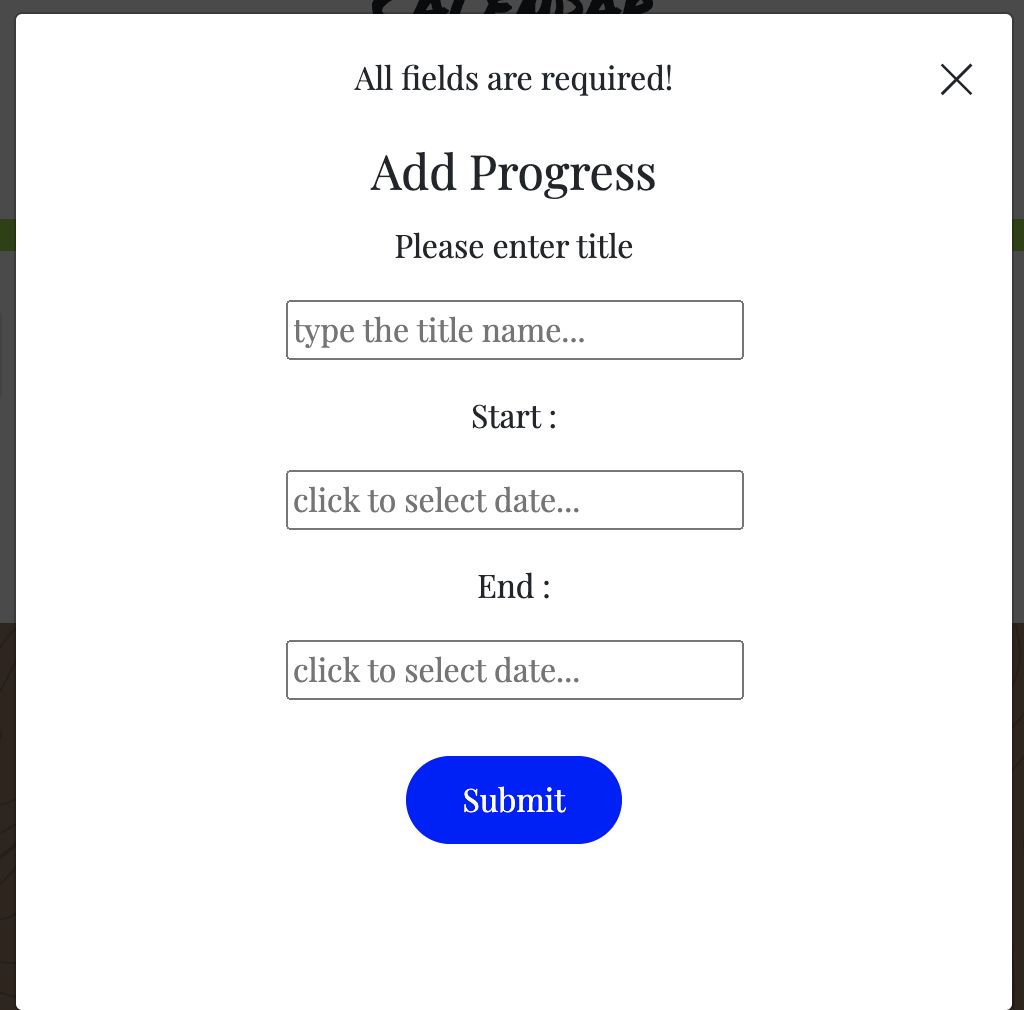 CALENDAR
All fields are required!
Add Progress
Please enter title
type the title name...
Start :
click to select date...
End :
click to select date...
Submit